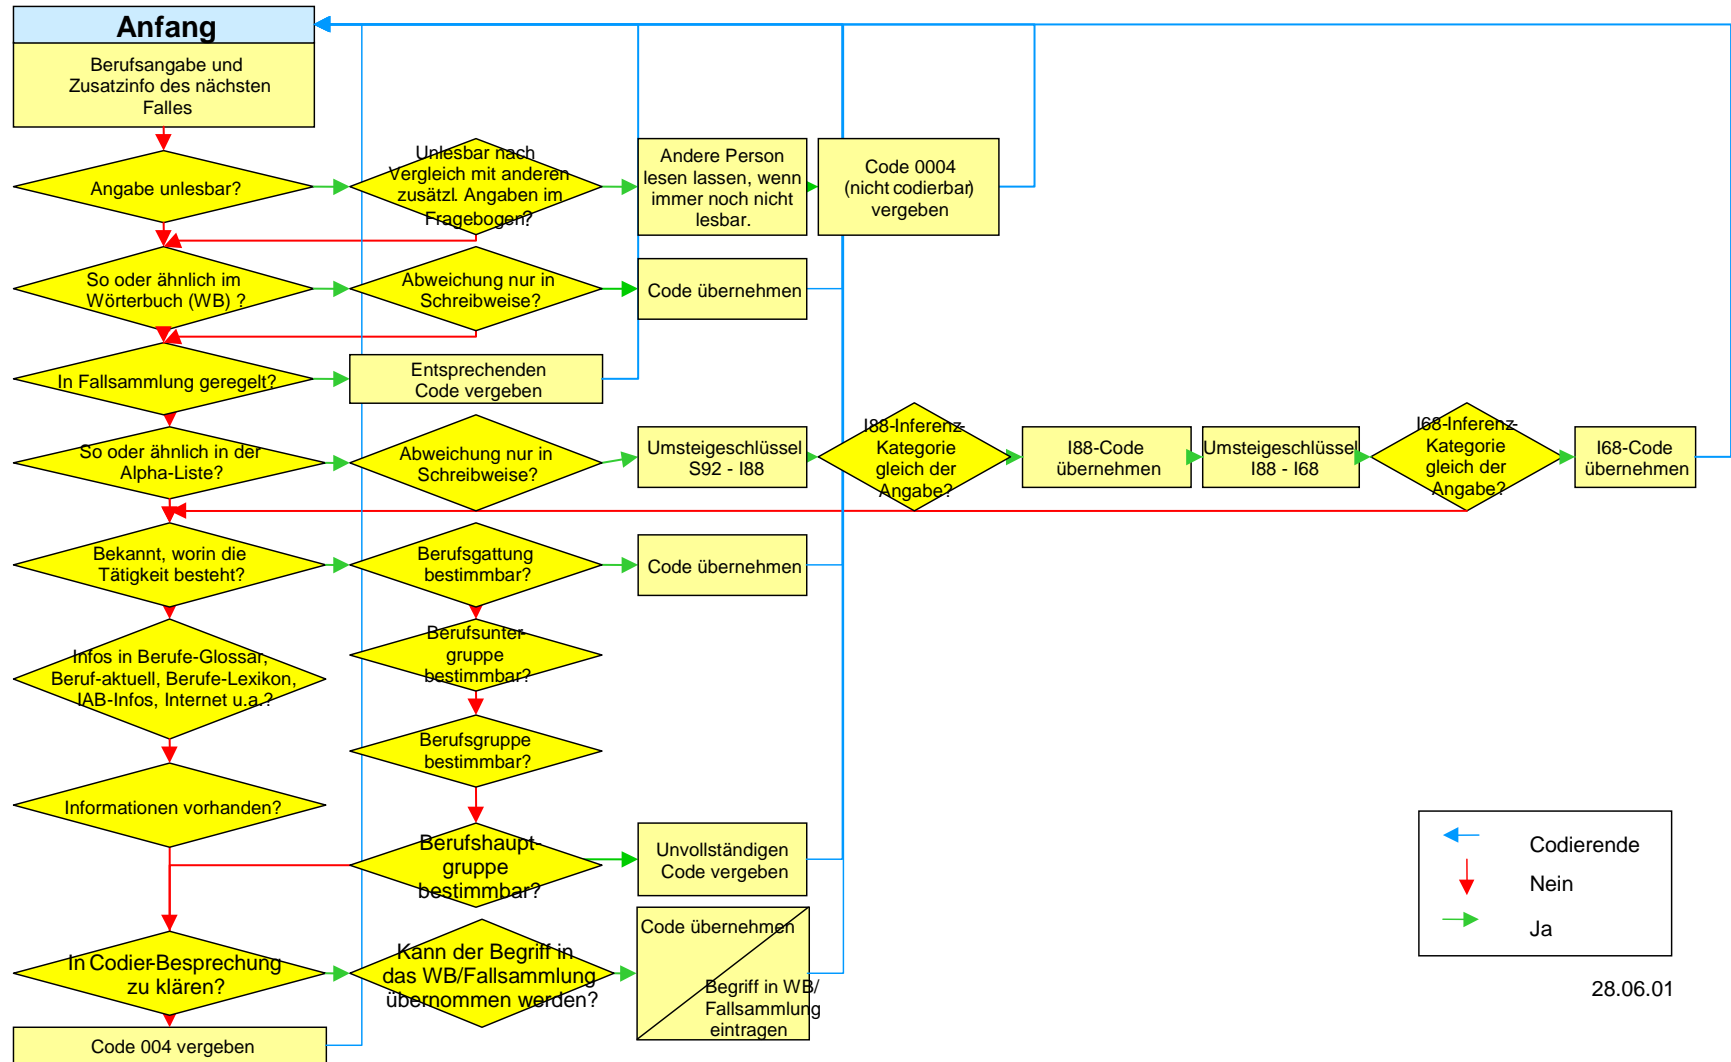 Anfang
Berufsangabe und
Zusatzinfo des nächsten
Falles
Angabe unlesbar?
Unlesbar nach
Vergleich mit anderen
zusätzl. Angaben im
Fragebogen?
Andere Person
lesen lassen, wenn
immer noch nicht
lesbar.
Code 0004
(nicht codierbar)
vergeben
So oder ähnlich im
Wörterbuch (WB) ?
Abweichung nur in
Schreibweise?
Code übernehmen
In Fallsammlung geregelt?
Entsprechenden
Code vergeben
So oder ähnlich in der
Alpha-Liste?
Abweichung nur in
Schreibweise?
Umsteigeschlüssel
S92 - I88
I88-Inferenz-
Kategorie
gleich der
Angabe?
I88-Code
übernehmen
Umsteigeschlüssel
I88 - I68
I68-Inferenz-
Kategorie
gleich der
Angabe?
I68-Code
übernehmen
Bekannt, worin die
Tätigkeit besteht?
Berufsgattung
bestimmbar?
Code übernehmen
Infos in Berufe-Glossar,
Beruf-aktuell, Berufe-Lexikon,
IAB-Infos, Internet u.a.?
Berufsunter-
gruppe
bestimmbar?
Berufsgruppe
bestimmbar?
Informationen vorhanden?
Berufshaupt-
gruppe
bestimmbar?
Unvollständigen
Code vergeben
In Codier-Besprechung
zu klären?
Kann der Begriff in
das WB/Fallsammlung
übernommen werden?
Code übernehmen
Begriff in WB/
Fallsammlung
eintragen
Code 004 vergeben
Codierende
Nein
Ja
28.06.01